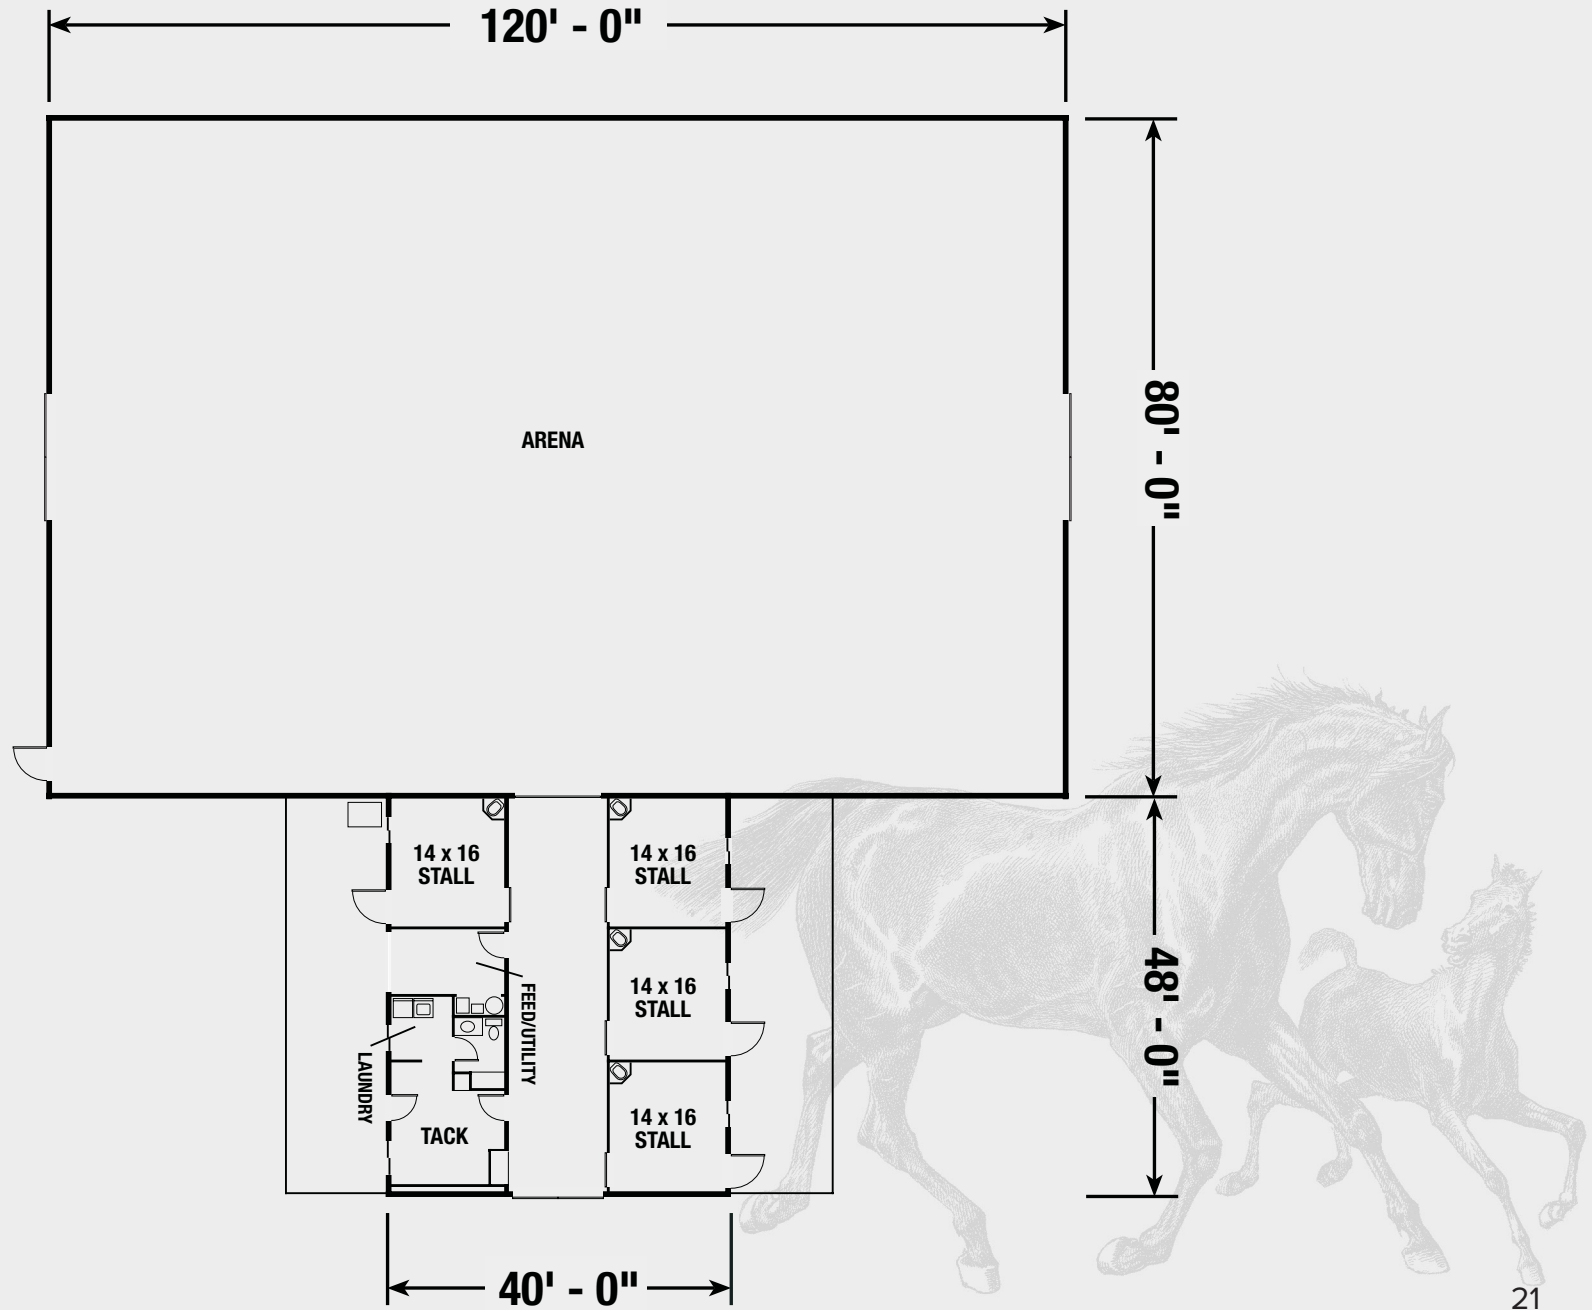 120' - 0"
80' - 0"
ARENA
14 x 16
STALL
14 x 16
STALL
48' - 0"
14 x 16
STALL
FEED/UTILITY
LAUNDRY
TACK
14 x 16
STALL
40' - 0"
21